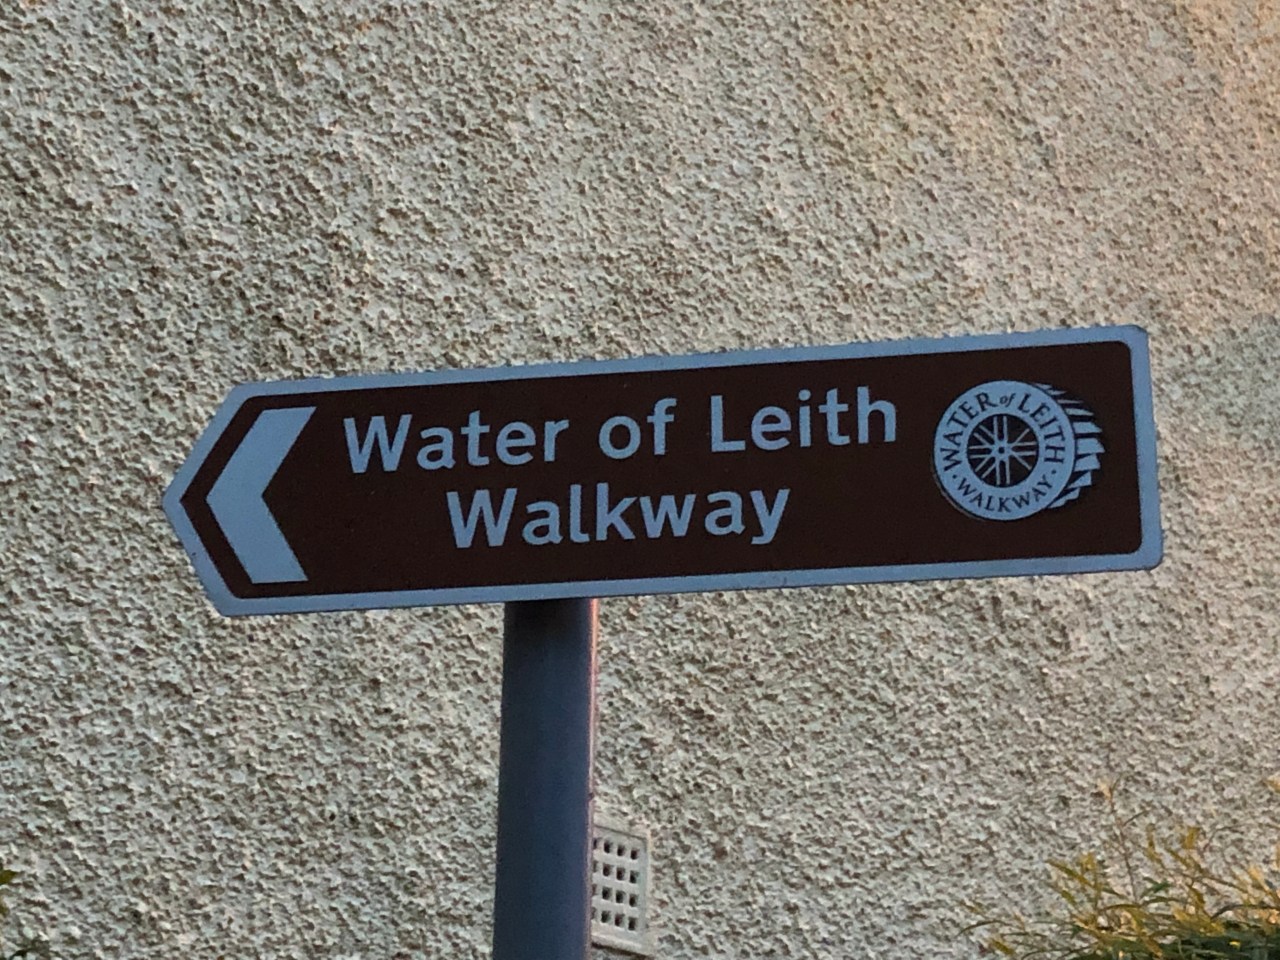 Water of Leith
Walkway
WATER of LEITH
· WALKWAY ·